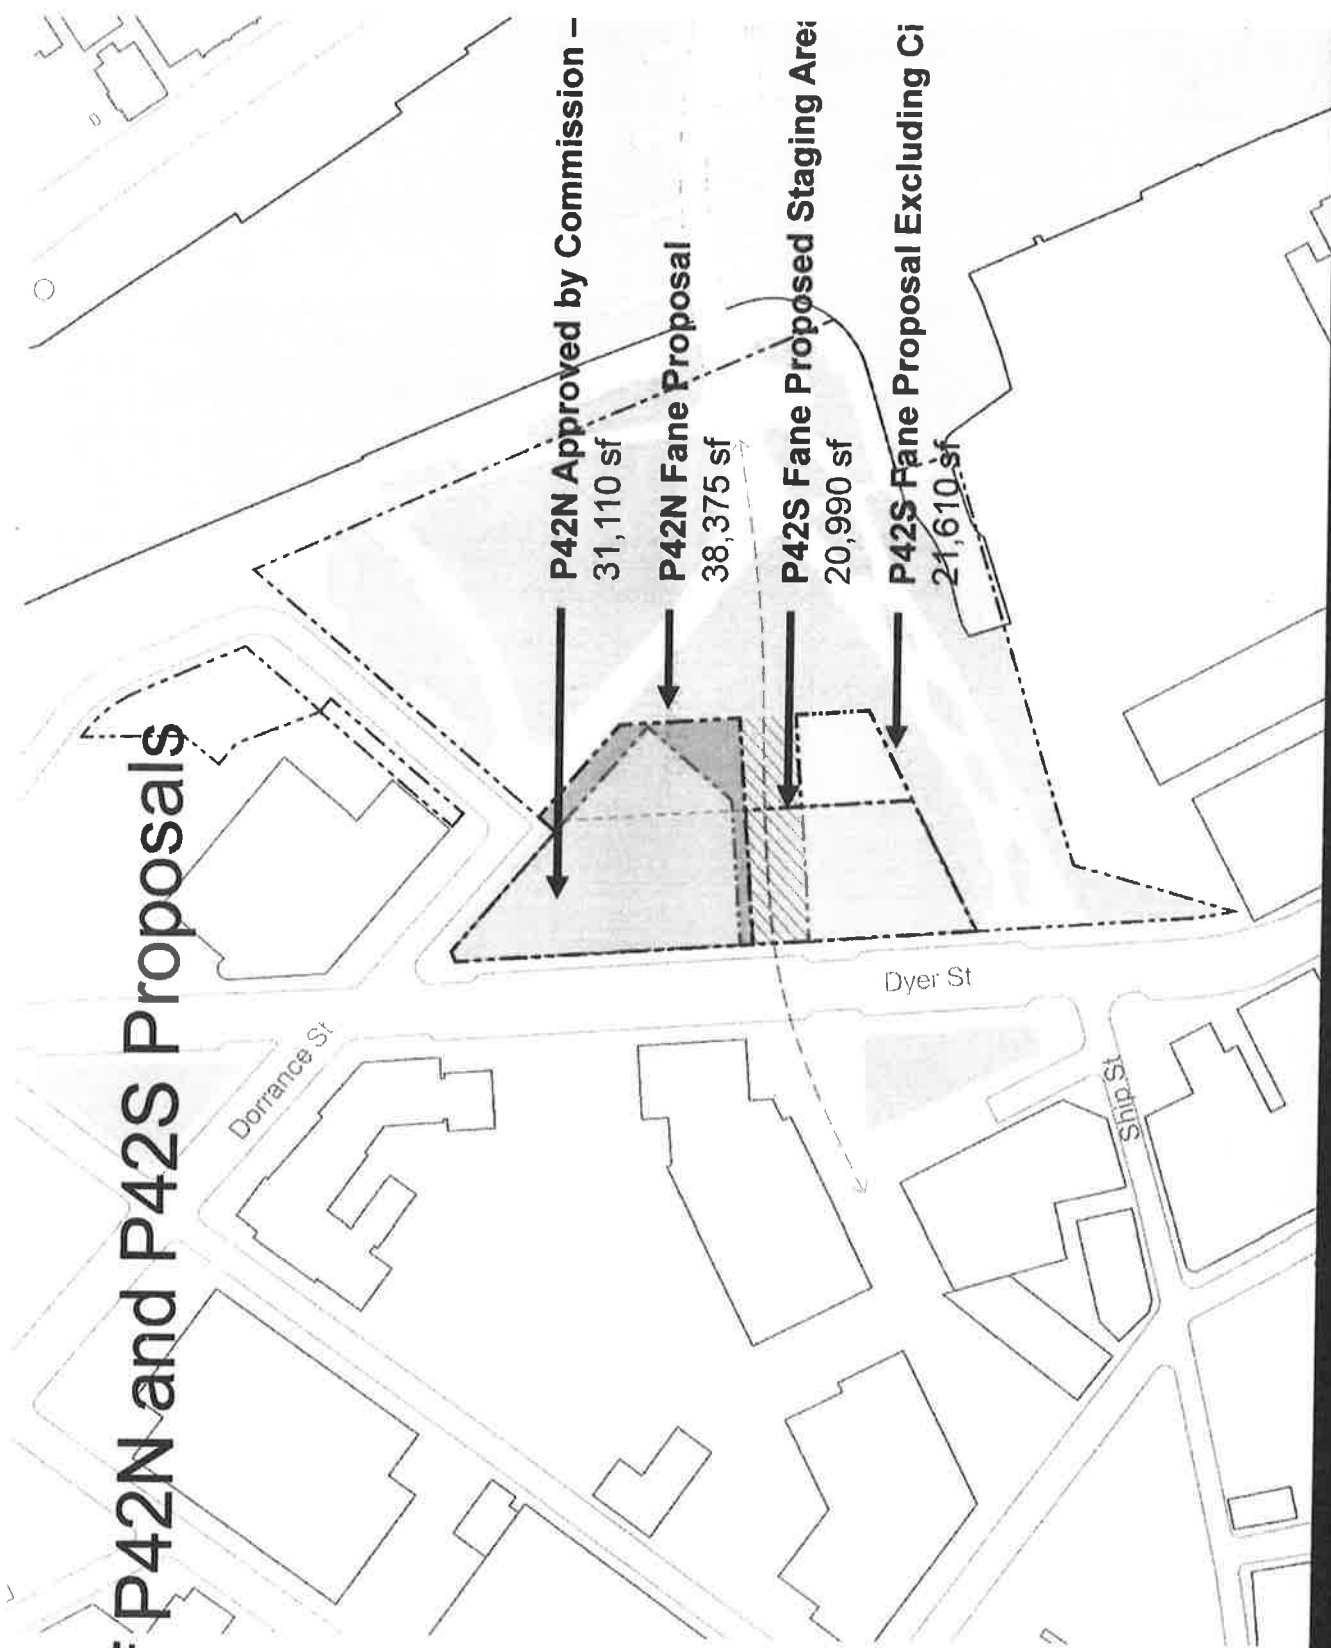 P42N and P42S Proposals
P42N Approved by Commission –
31,110 sf
P42N Fane Proposal
38,375 sf
P42S Fane Proposed Staging Area
20,990 sf
P42S Fane Proposal Excluding Ci
21,610 sf
Dorrance St
Dyer St
Ship St